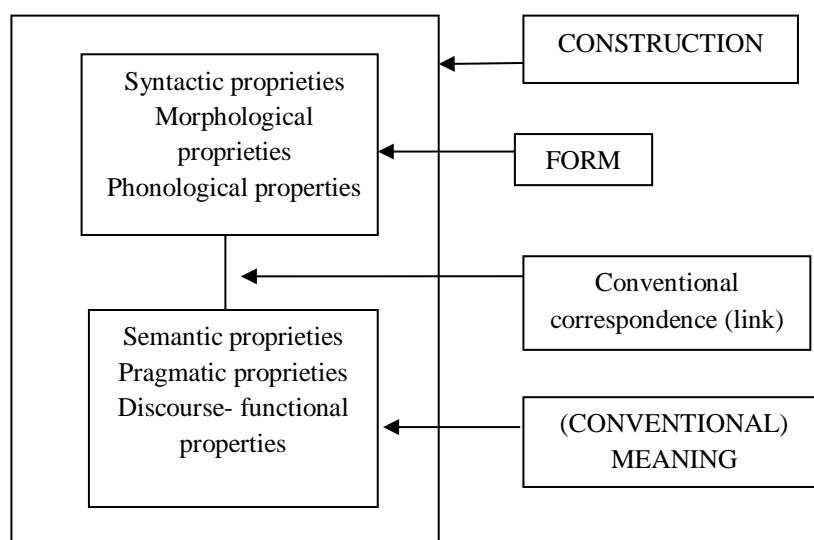 CONSTRUCTION
Syntactic proprieties
Morphological
proprieties
Phonological properties
FORM
Conventional
correspondence (link)
Semantic proprieties
Pragmatic proprieties
Discourse- functional
properties
(CONVENTIONAL)
MEANING